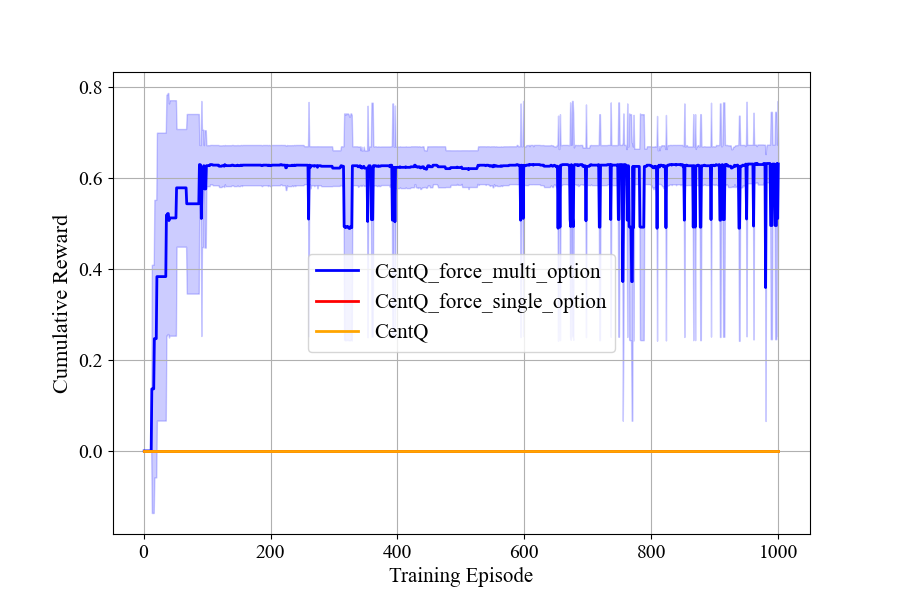 0.8
0.6
0.4
0.2
0.0
Cumulative Reward
CentQ_force_multi_option
CentQ_force_single_option
CentQ
0 200 400 600 800 1000
Training Episode